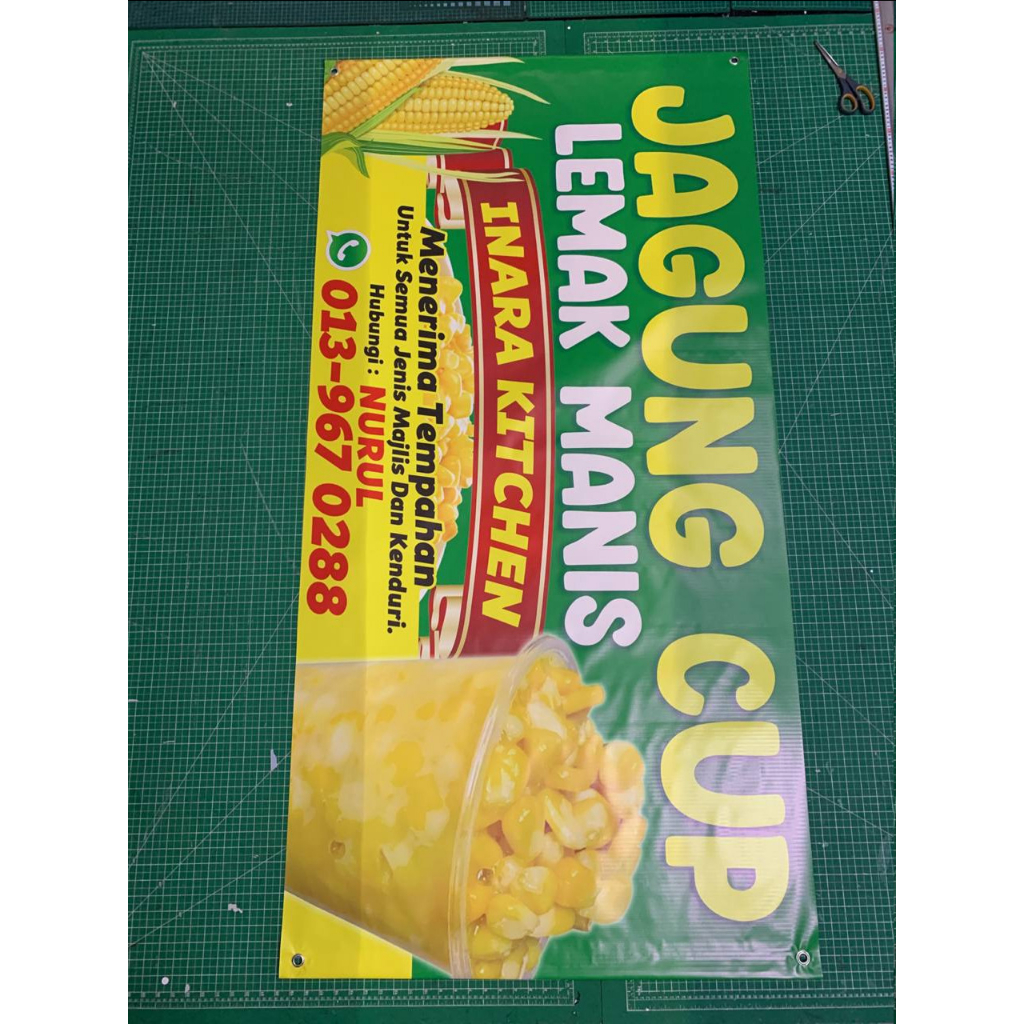 JAGUNG CUP
LEMAK MANIS
INARA KITCHEN
Menerima Tempahan
Untuk Semua Jenis Majlis Dan Kenduri.
Hubungi : NURUL
013-967 0288